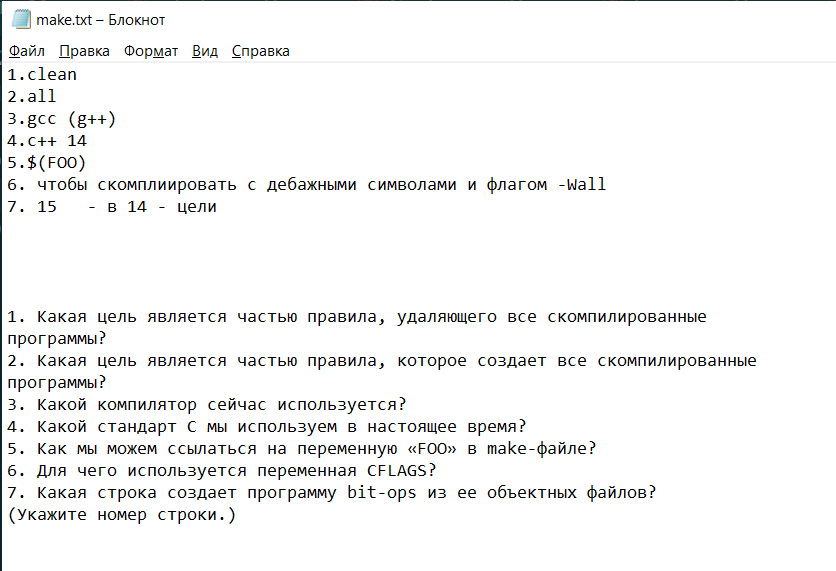 make.txt – Блокнот
Файл Правка Формат Вид Справка
1.clean
2.all
3.gcc (g++)
4.c++ 14
5.$(FOO)
6. чтобы скомплиировать с дебажными символами и флагом -Wall
7. 15   - в 14 - цели
1. Какая цель является частью правила, удаляющего все скомпилированные
программы?
2. Какая цель является частью правила, которое создает все скомпилированные
программы?
3. Какой компилятор сейчас используется?
4. Какой стандарт C мы используем в настоящее время?
5. Как мы можем ссылаться на переменную «FOO» в make-файле?
6. Для чего используется переменная CFLAGS?
7. Какая строка создает программу bit-ops из ее объектных файлов?
(Укажите номер строки.)